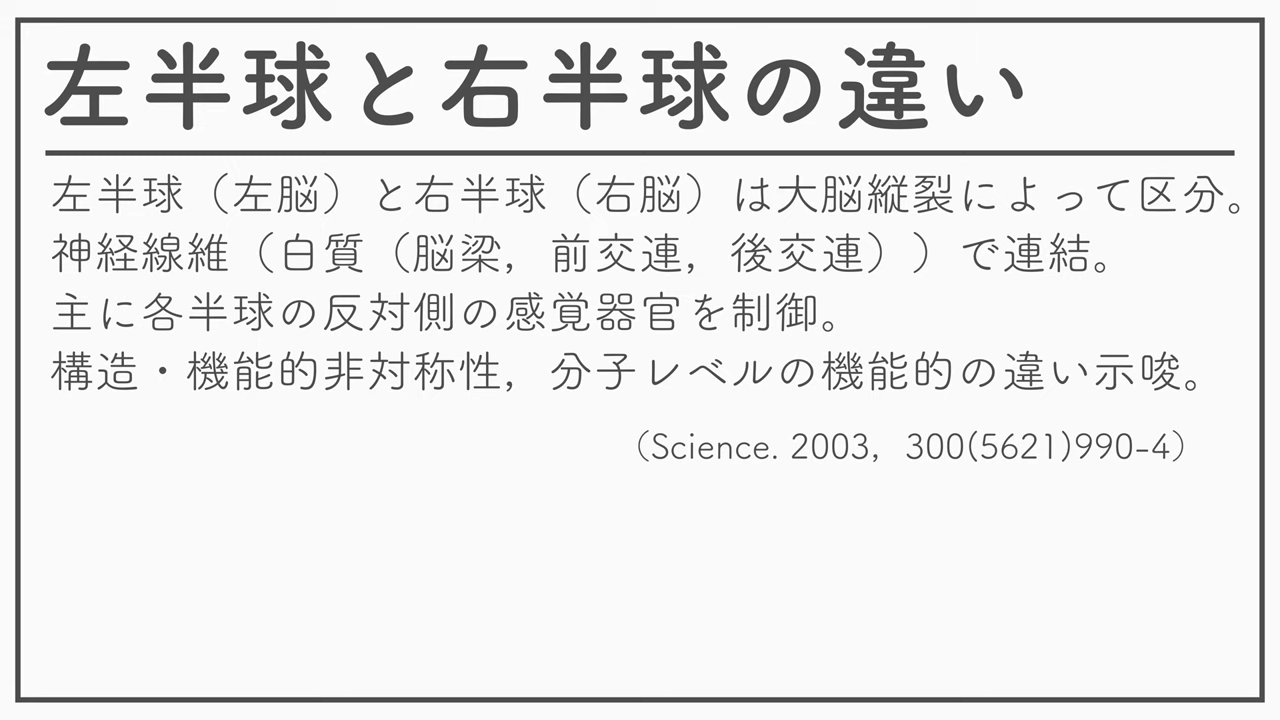 左半球と右半球の違い
左半球（左脳）と右半球（右脳）は大脳縦裂によって区分。
神経線維（白質（脳梁，前交連，後交連））で連結。
主に各半球の反対側の感覚器官を制御。
構造・機能的非対称性，分子レベルの機能的の違い示唆。
（Science. 2003，300(5621)990-4）